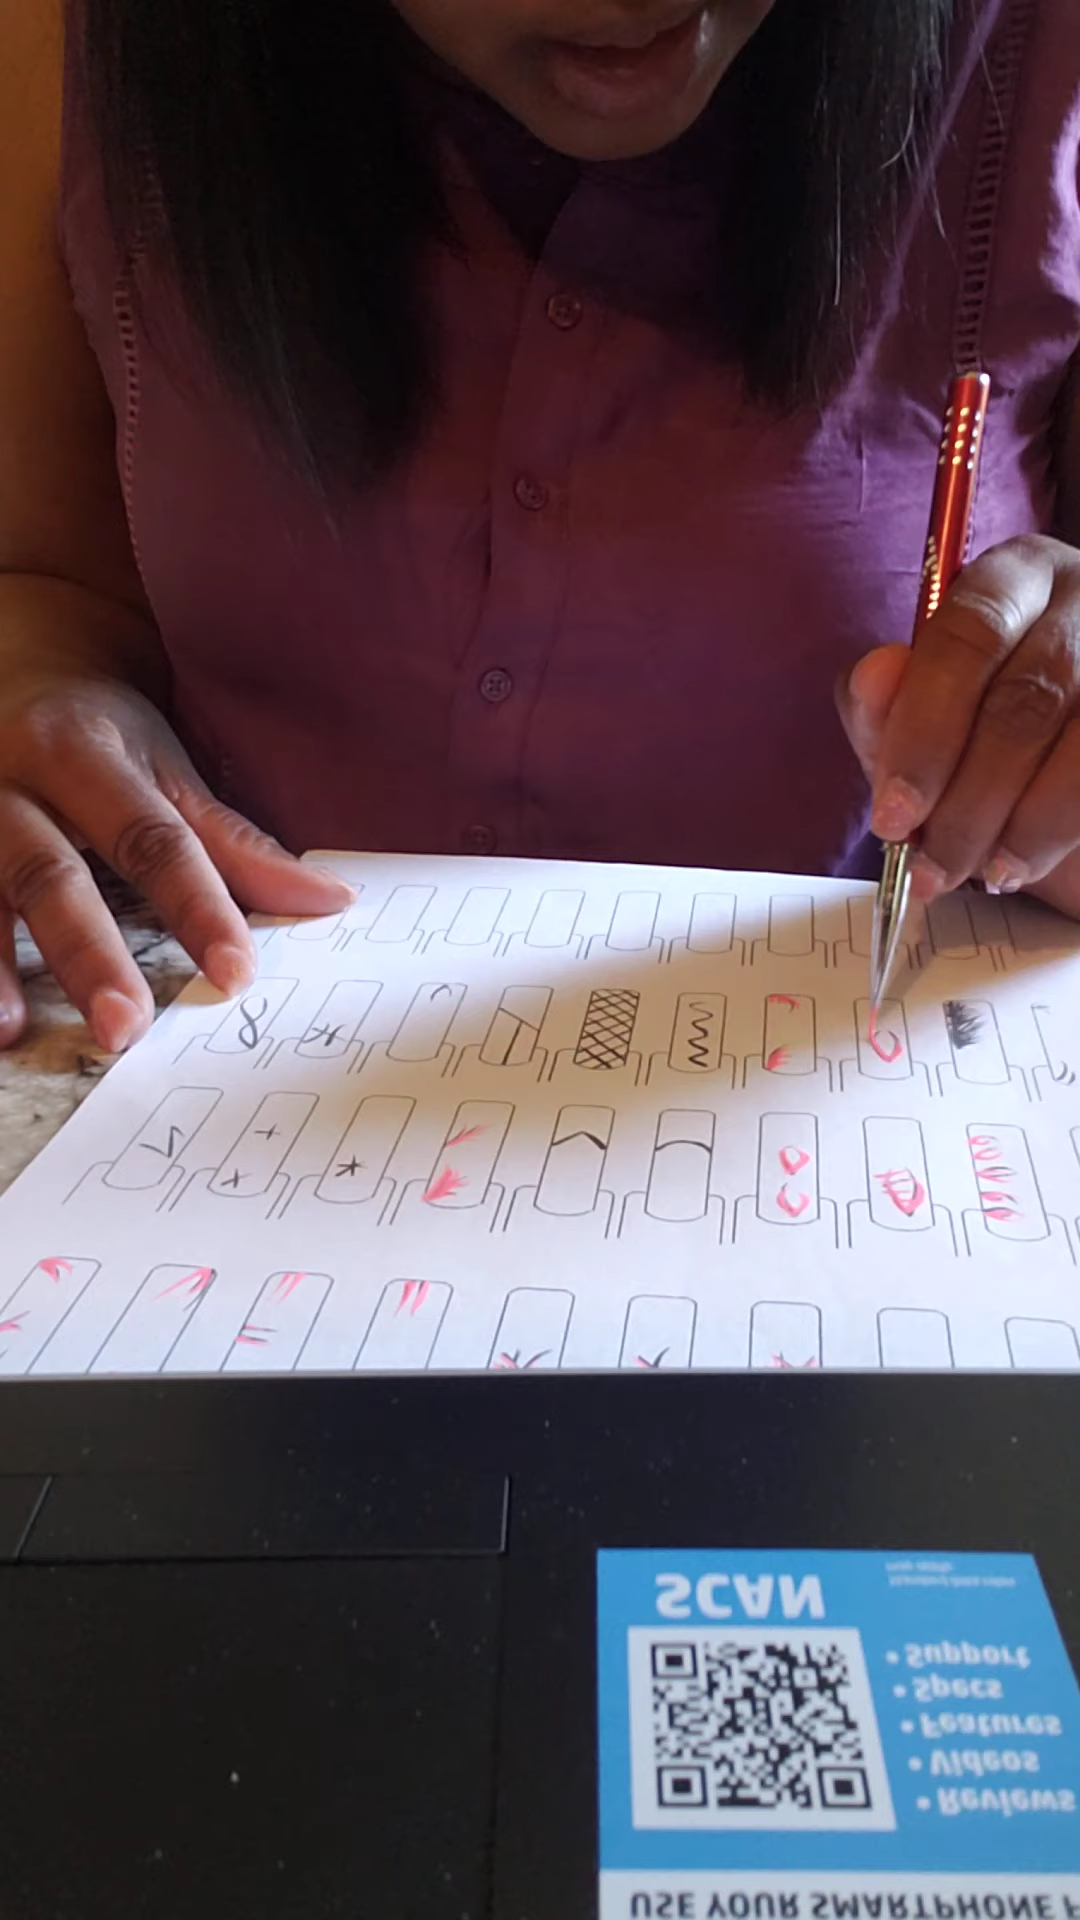 SCAN
• Support
• Specs
• Features
• Videos
• Reviews
USE YOUR SMARTPHONE